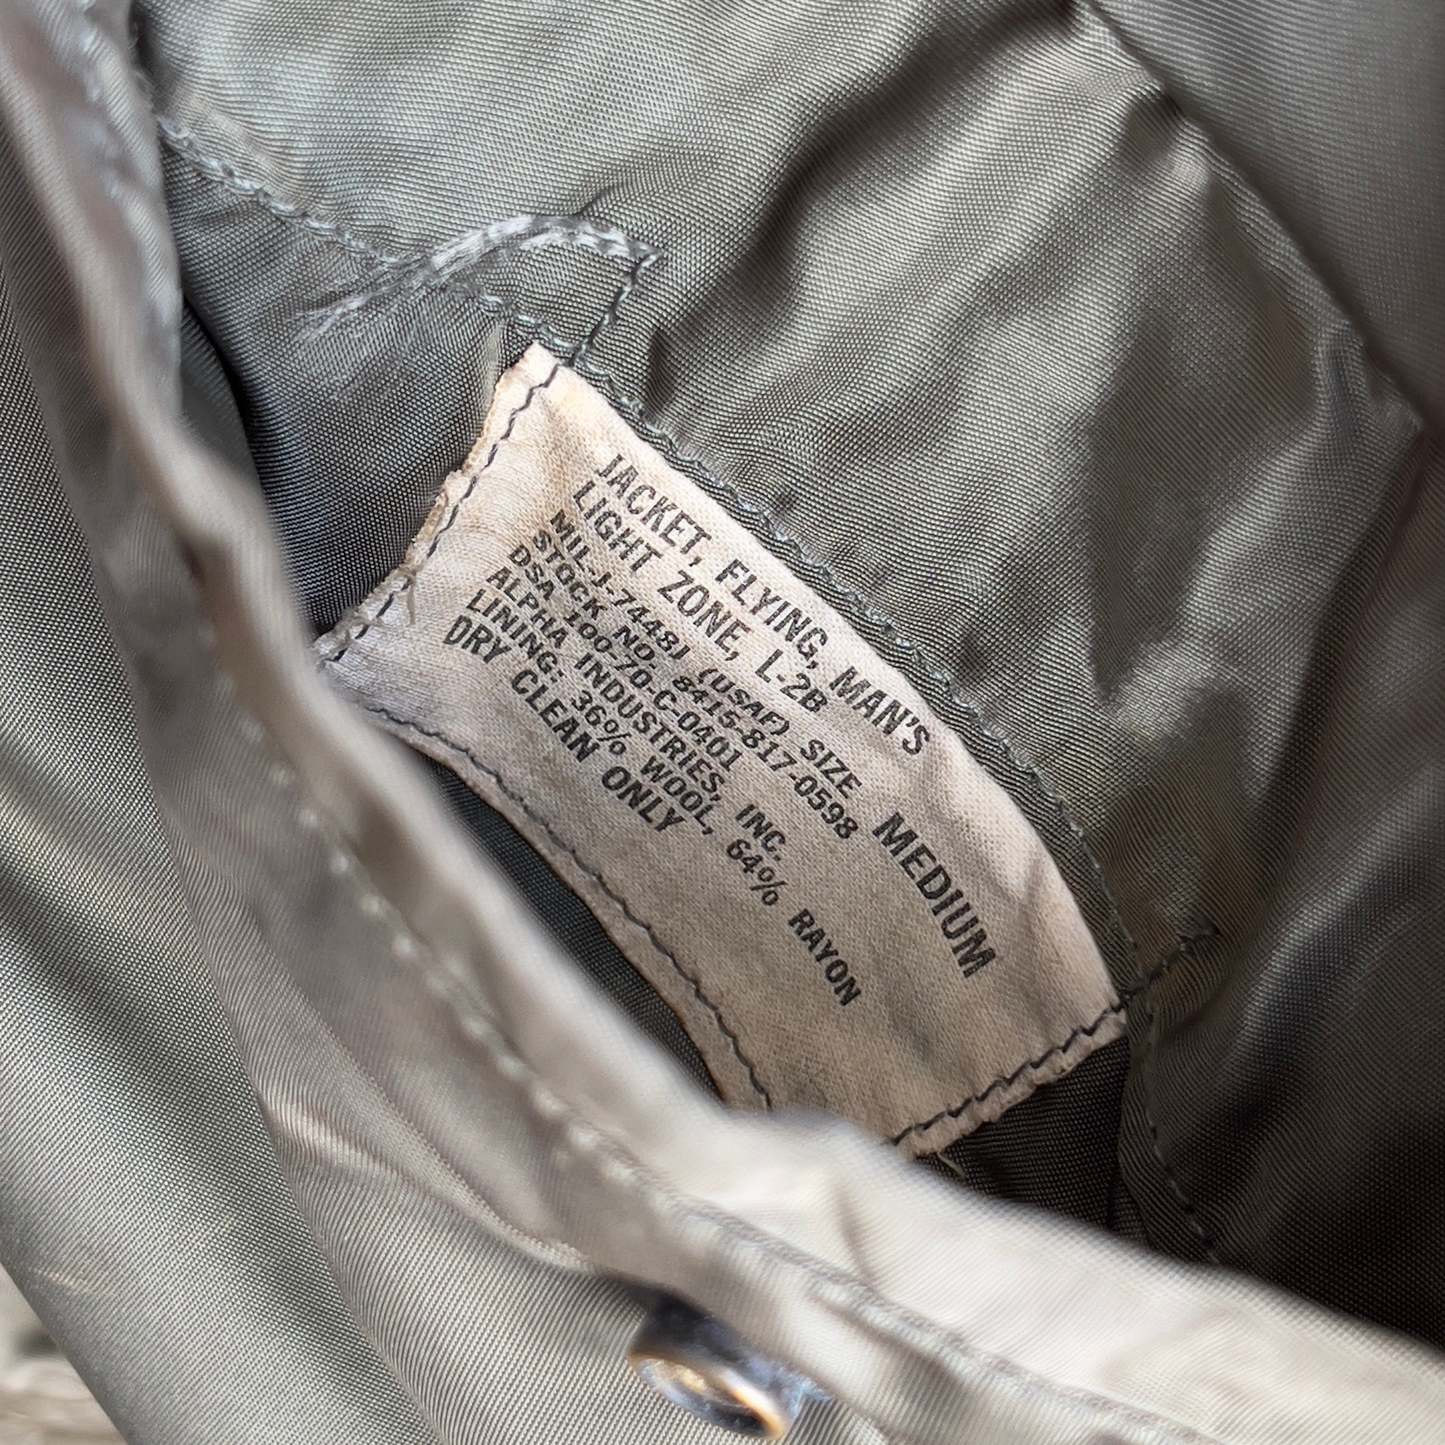 JACKET, FLYING, MAN'S
LIGHT ZONE, L-2B
MIL-J-7448J (USAF) SIZE MEDIUM
STOCK NO. 8415-817-0598
DSA 100-70-C-0401
ALPHA INDUSTRIES, INC.
LINING: 36% WOOL, 64% RAYON
DRY CLEAN ONLY